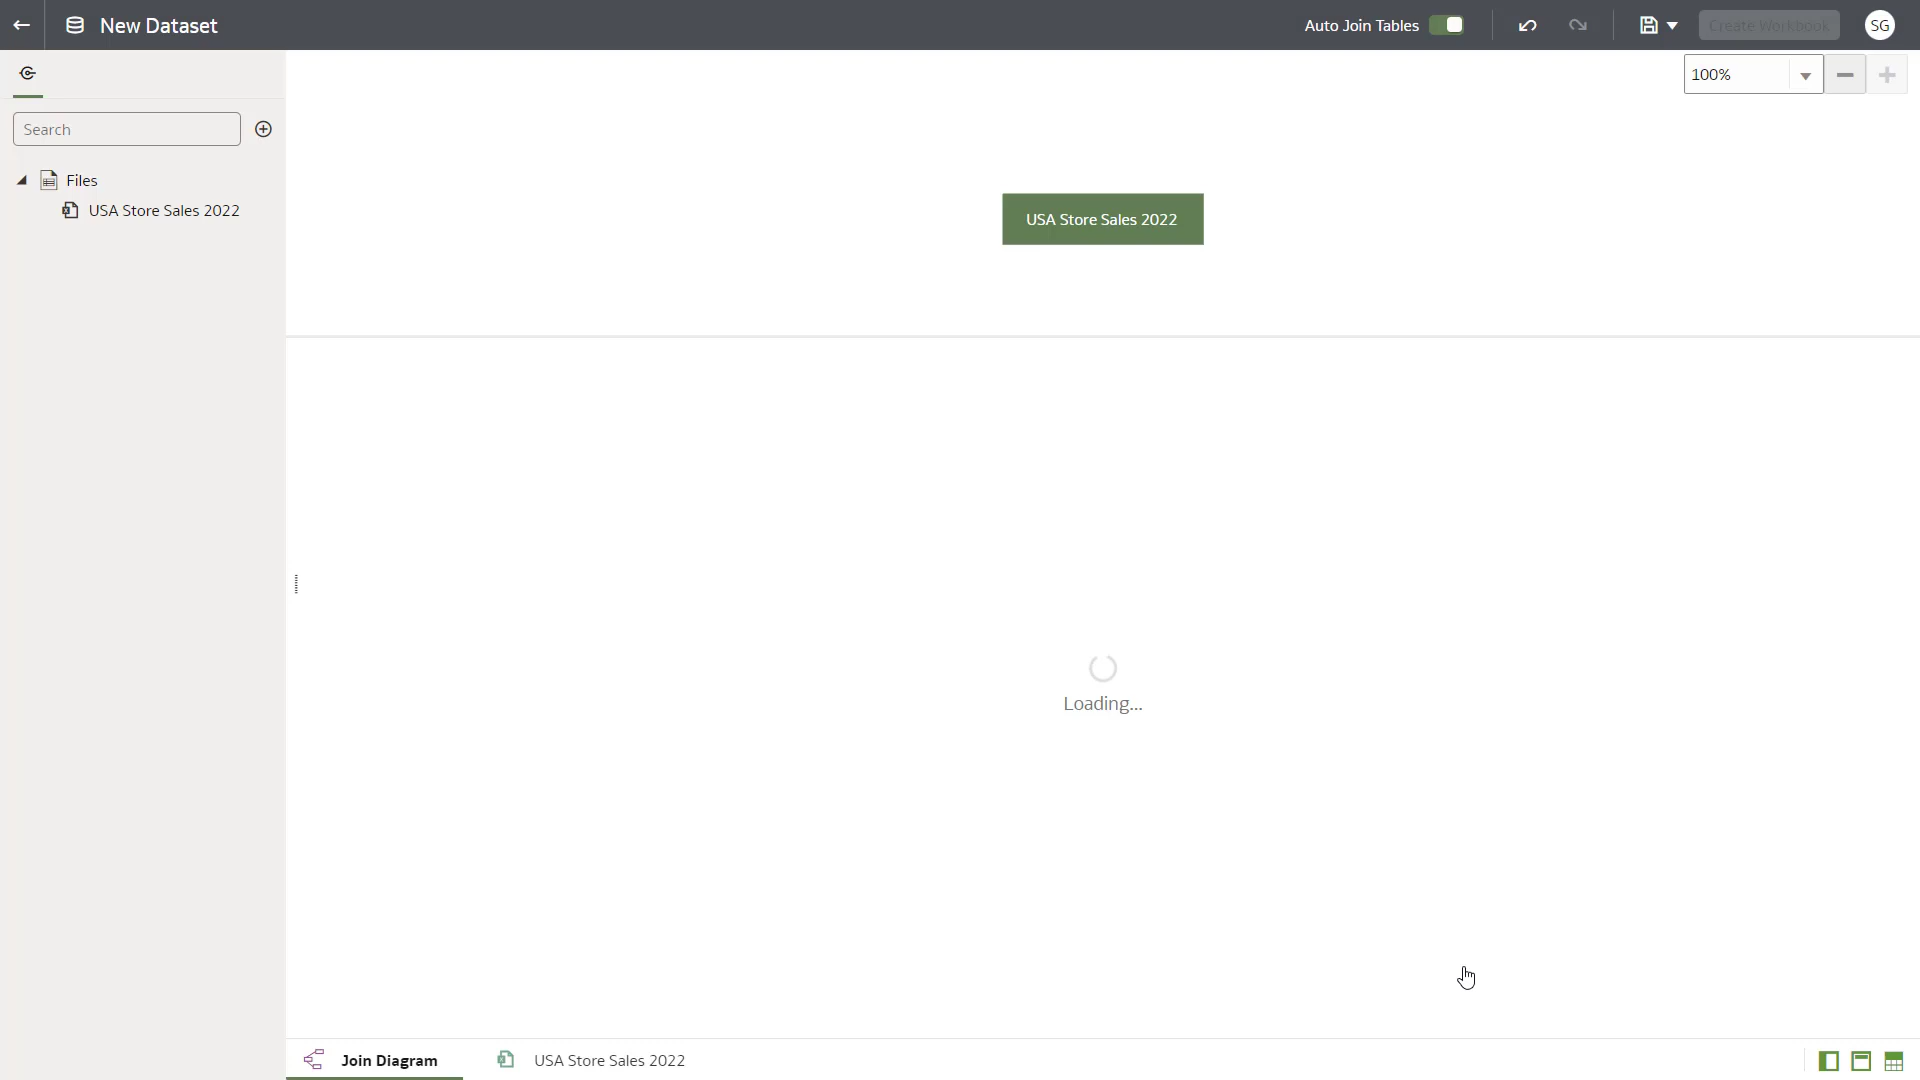 New Dataset
Auto Join Tables
Create Workbook
SG
100%
Search
Files
USA Store Sales 2022
USA Store Sales 2022
Loading...
Join Diagram
USA Store Sales 2022